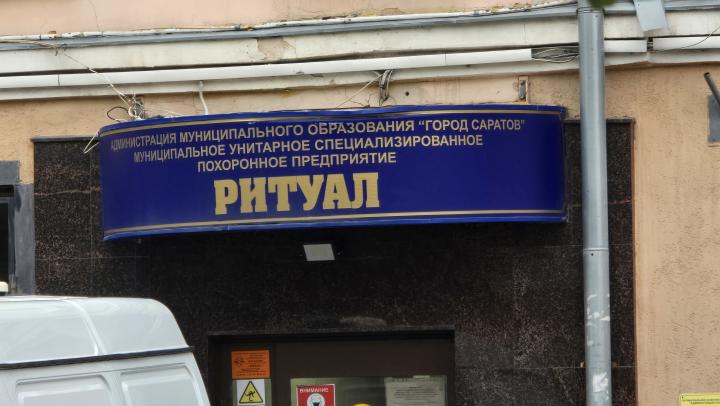 АДМИНИСТРАЦИЯ МУНИЦИПАЛЬНОГО ОБРАЗОВАНИЯ "ГОРОД САРАТОВ"
МУНИЦИПАЛЬНОЕ УНИТАРНОЕ СПЕЦИАЛИЗИРОВАННОЕ
ПОХОРОННОЕ ПРЕДПРИЯТИЕ
РИТУАЛ
ВНИМАНИЕ